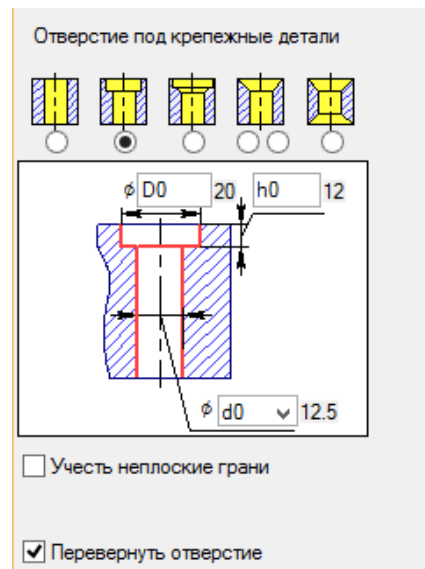 Отверстие под крепежные детали
ϕ D0 20 h0 12
ϕ d0 12.5
Учесть неплоские грани
Перевернуть отверстие